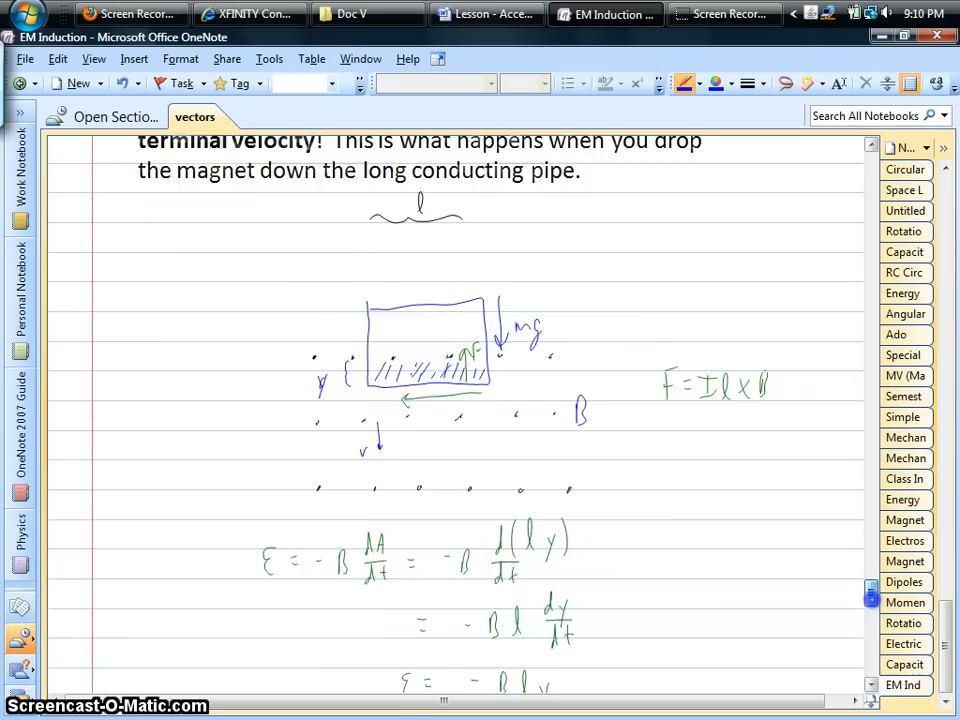 Screen Recor...
XFINITY Con...
Doc V
Lesson - Acce...
EM Induction ...
Screen Recor...
9:10 PM
EM Induction - Microsoft Office OneNote
File Edit View Insert Format Share Tools Table Window Help
New Task Tag
Open Sectio...
vectors
Search All Notebooks
terminal velocity! This is what happens when you drop
the magnet down the long conducting pipe.
l
mg
F
y
B
v
F = Il x B
ε = - B dA/dt = - B d(l y)/dt
= - B l dy/dt
ε = - B l v
Work Notebook
Personal Notebook
OneNote 2007 Guide
Physics
N...
Circular
Space L
Untitled
Rotatio
Capacit
RC Circ
Energy
Angular
Ado
Special
MV (Ma
Semest
Simple
Mechan
Mechan
Class In
Energy
Magnet
Electros
Magnet
Dipoles
Momen
Rotatio
Electric
Capacit
EM Ind
Screencast-O-Matic.com